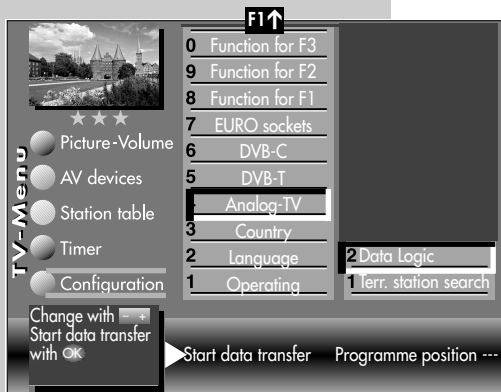 F1↑
0 Function for F3
9 Function for F2
8 Function for F1
7 EURO sockets
6 DVB-C
5 DVB-T
Analog-TV
3 Country
2 Language
1 Operating
TV-Menu
Picture-Volume
AV devices
Station table
Timer
Configuration
2 Data Logic
1 Terr. station search
Change with - +
Start data transfer
with OK
Start data transfer Programme position ---